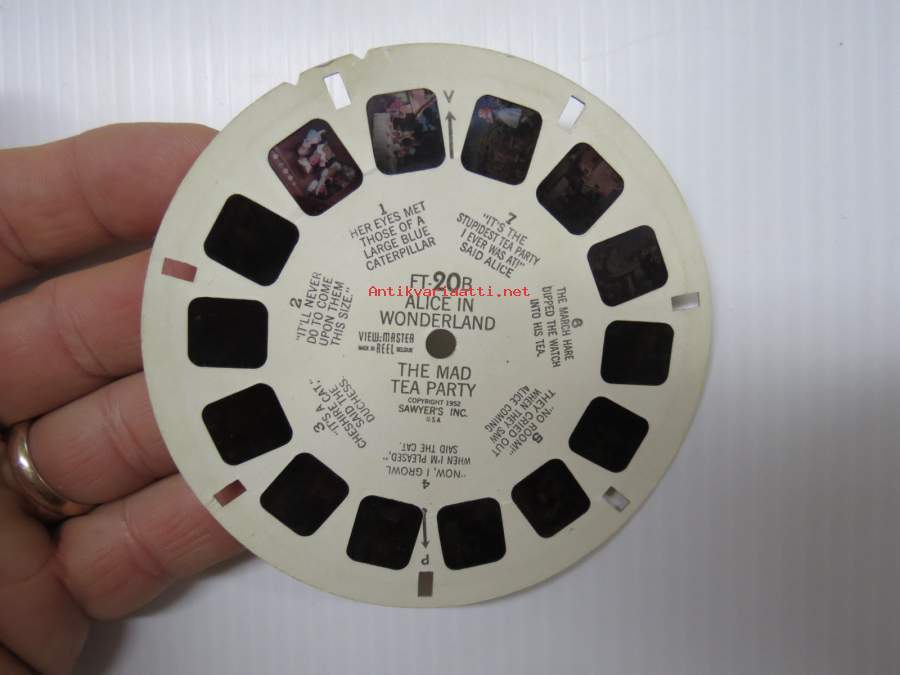 V
1
HER EYES MET
THOSE OF A
LARGE BLUE
CATERPILLAR
7
"IT'S THE
STUPIDEST TEA PARTY
I EVER WAS AT!"
SAID ALICE
FT-20B
Antikvariaatti.net
ALICE IN
WONDERLAND
VIEW-MASTER
MADE IN REEL BELGIUM
THE MAD
TEA PARTY
COPYRIGHT 1952
SAWYER'S INC.
U S A
2
"IT'LL NEVER
DO TO COME
UPON THEM
THIS SIZE."
3
"IT'S A
CHESHIRE CAT,"
SAID THE
DUCHESS.
4
"NOW, I GROWL
WHEN I'M PLEASED,"
SAID THE CAT.
5
"NO ROOM!"
THEY CRIED OUT
WHEN THEY SAW
ALICE COMING
6
THE MARCH HARE
DIPPED THE WATCH
INTO HIS TEA.
P